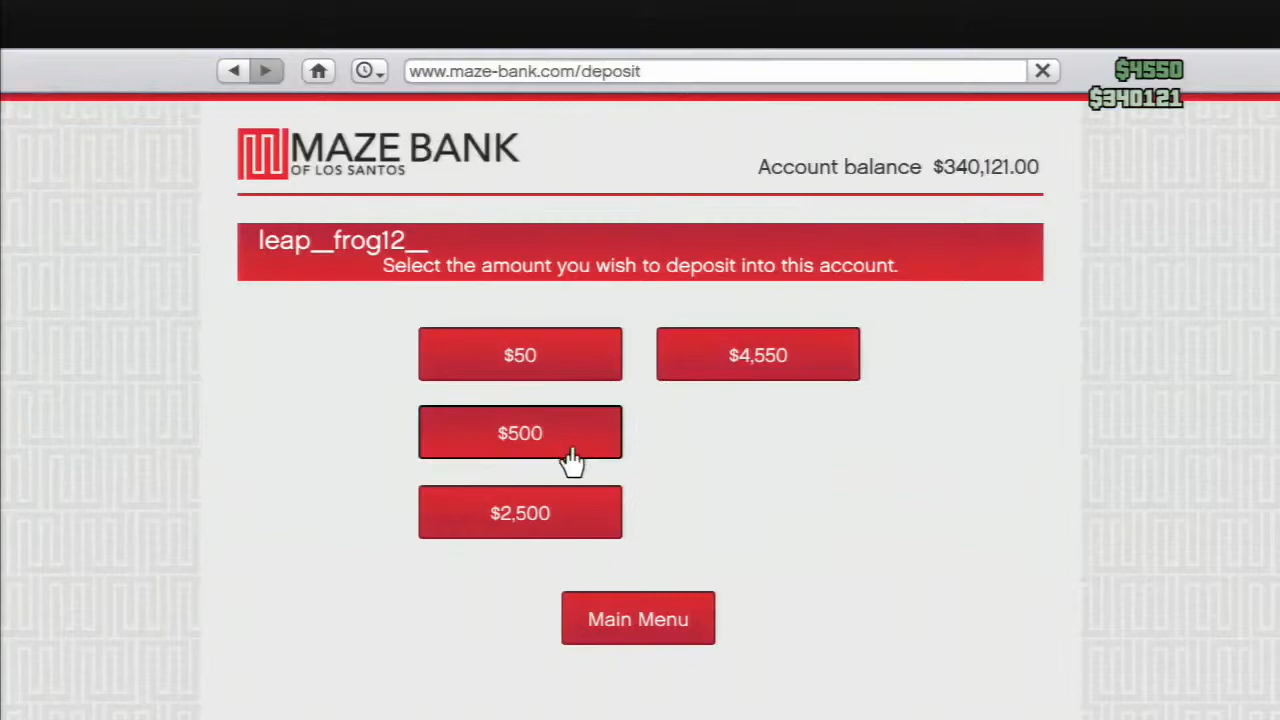 www.maze-bank.com/deposit
$4550
$340121
MAZE BANK
OF LOS SANTOS
Account balance $340,121.00
leap__frog12__
Select the amount you wish to deposit into this account.
$50
$4,550
$500
$2,500
Main Menu